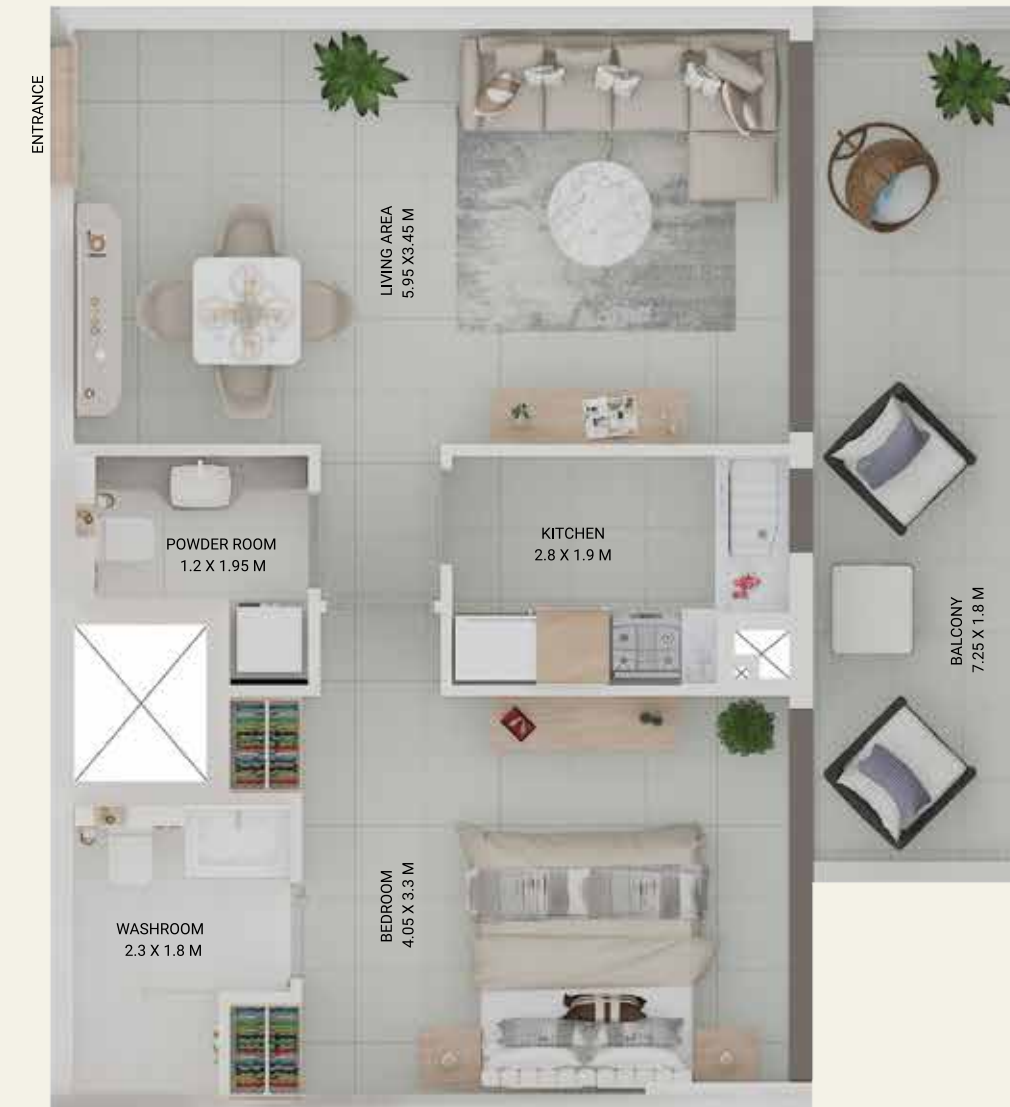 ENTRANCE
LIVING AREA
5.95 X3.45 M
POWDER ROOM
1.2 X 1.95 M
KITCHEN
2.8 X 1.9 M
BALCONY
7.25 X 1.8 M
BEDROOM
4.05 X 3.3 M
WASHROOM
2.3 X 1.8 M